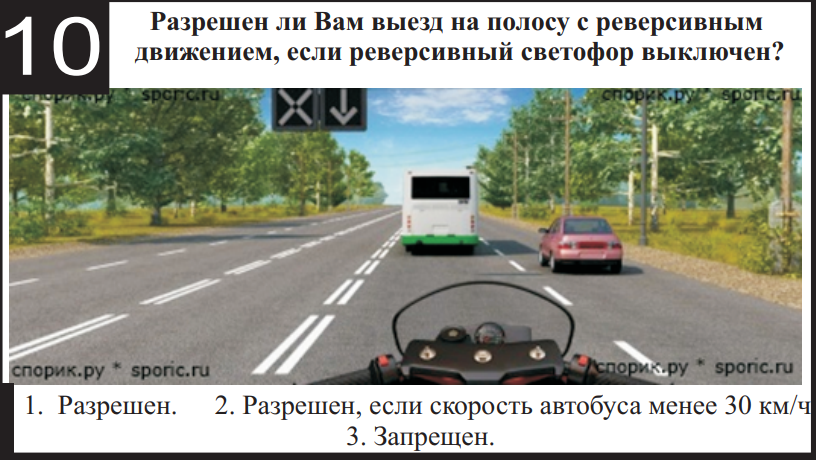 10
Разрешен ли Вам выезд на полосу с реверсивным
движением, если реверсивный светофор выключен?
спорик.ру * sporic.ru спорик.ру * sporic.ru
спорик.ру * sporic.ru спорик.ру * sporic.ru
1. Разрешен. 2. Разрешен, если скорость автобуса менее 30 км/ч
3. Запрещен.